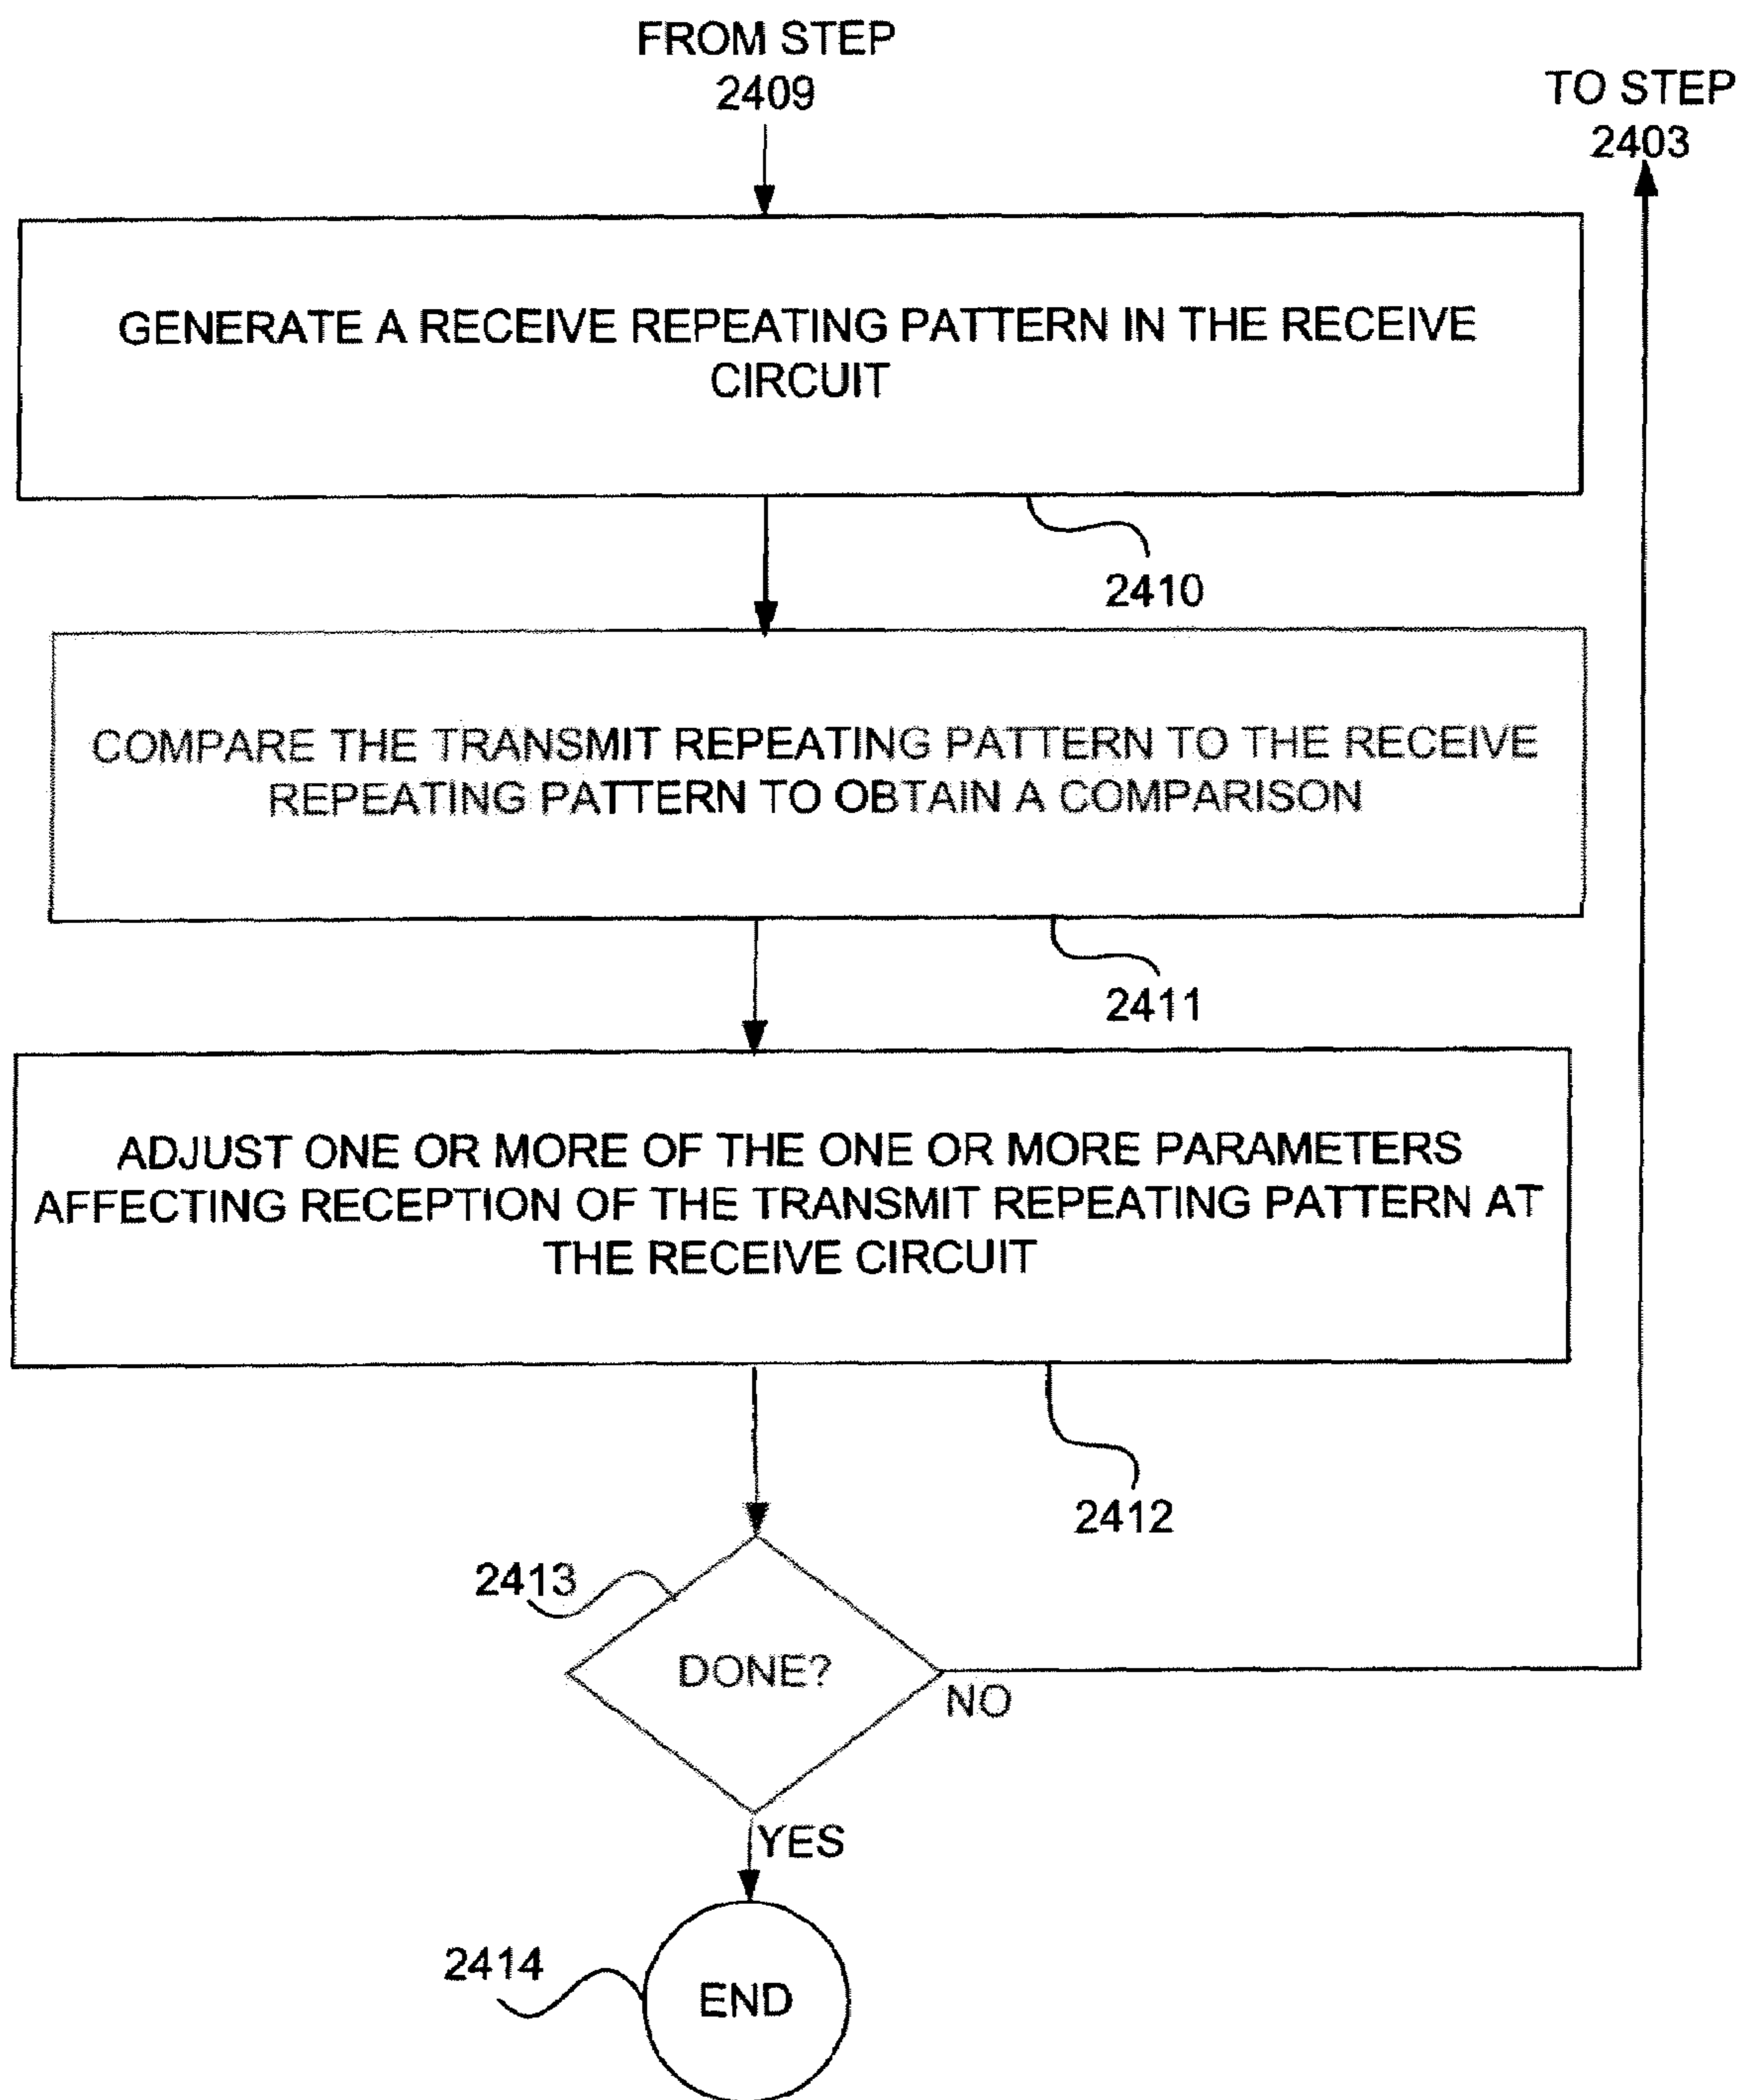 FROM STEP
2409
TO STEP
2403
GENERATE A RECEIVE REPEATING PATTERN IN THE RECEIVE
CIRCUIT
2410
COMPARE THE TRANSMIT REPEATING PATTERN TO THE RECEIVE
REPEATING PATTERN TO OBTAIN A COMPARISON
2411
ADJUST ONE OR MORE OF THE ONE OR MORE PARAMETERS
AFFECTING RECEPTION OF THE TRANSMIT REPEATING PATTERN AT
THE RECEIVE CIRCUIT
2412
2413
DONE?
NO
YES
2414
END